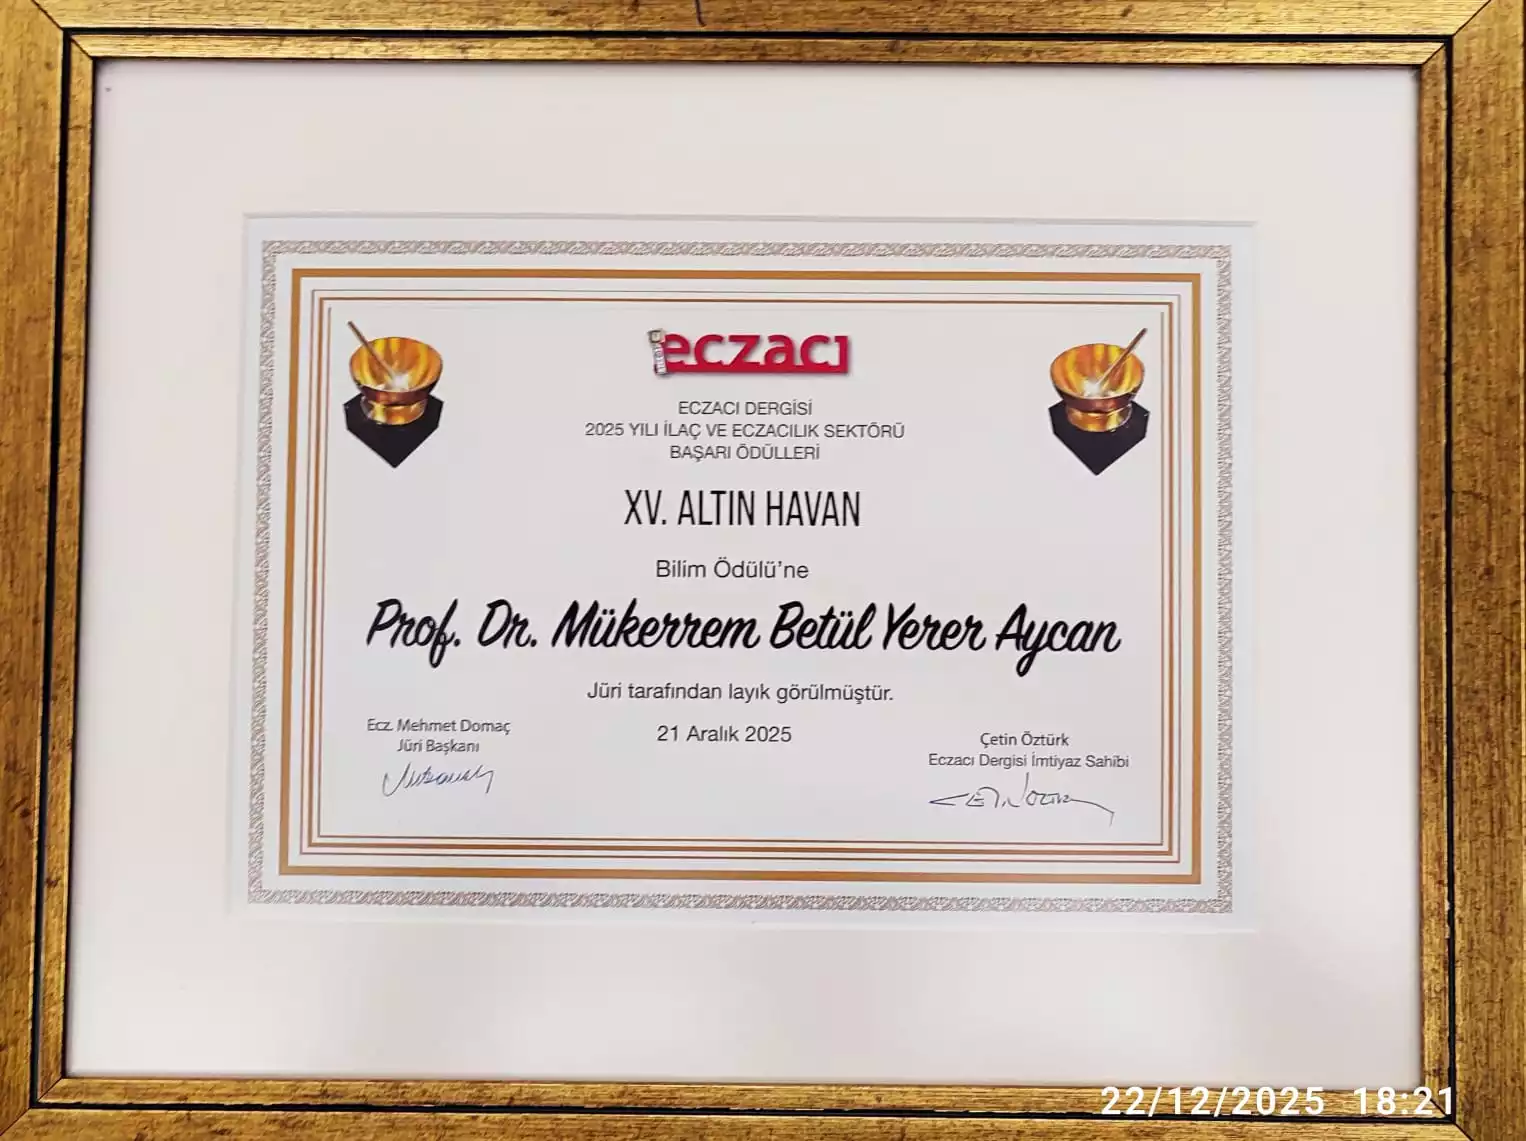 eczacı
ECZACI DERGİSİ
2025 YILI İLAÇ VE ECZACILIK SEKTÖRÜ
BAŞARI ÖDÜLLERİ
XV. ALTIN HAVAN
Bilim Ödülü’ne
Prof. Dr. Mükerrem Betül Yerer Aycan
Jüri tarafından layık görülmüştür.
21 Aralık 2025
Ecz. Mehmet Domaç
Jüri Başkanı
Çetin Öztürk
Eczacı Dergisi İmtiyaz Sahibi
22/12/2025 18:21